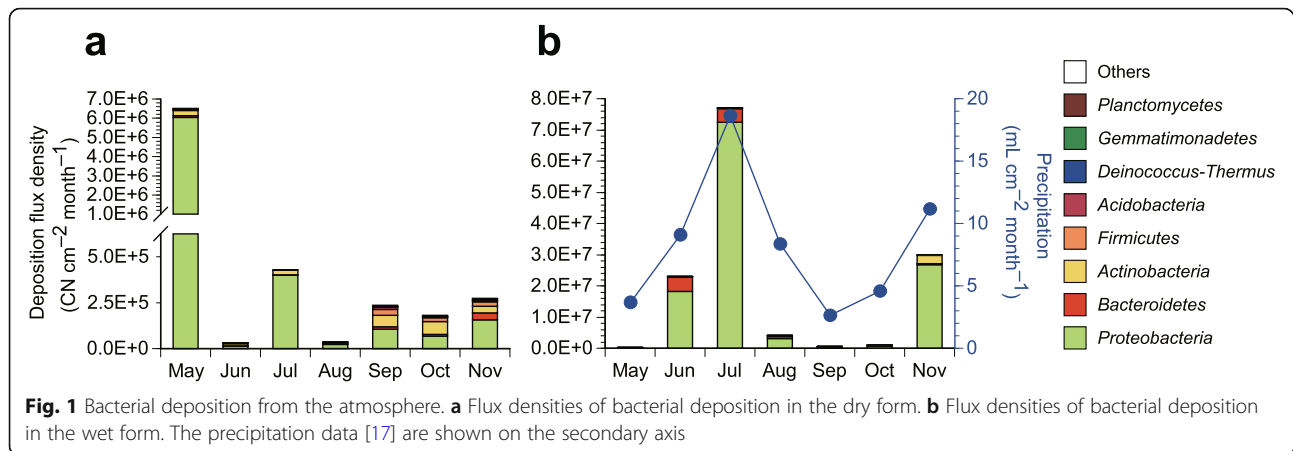 a
b
Deposition flux density
(CN cm⁻² month⁻¹)
7.0E+6
6.0E+6
5.0E+6
4.0E+6
3.0E+6
2.0E+6
1.0E+6
5.0E+5
2.5E+5
0.0E+0
May Jun Jul Aug Sep Oct Nov
8.0E+7
7.0E+7
6.0E+7
5.0E+7
4.0E+7
3.0E+7
2.0E+7
1.0E+7
0.0E+0
May Jun Jul Aug Sep Oct Nov
20
15
10
5
0
Precipitation
(mL cm⁻² month⁻¹)
Others
Planctomycetes
Gemmatimonadetes
Deinococcus-Thermus
Acidobacteria
Firmicutes
Actinobacteria
Bacteroidetes
Proteobacteria
Fig. 1 Bacterial deposition from the atmosphere. a Flux densities of bacterial deposition in the dry form. b Flux densities of bacterial deposition
in the wet form. The precipitation data [17] are shown on the secondary axis